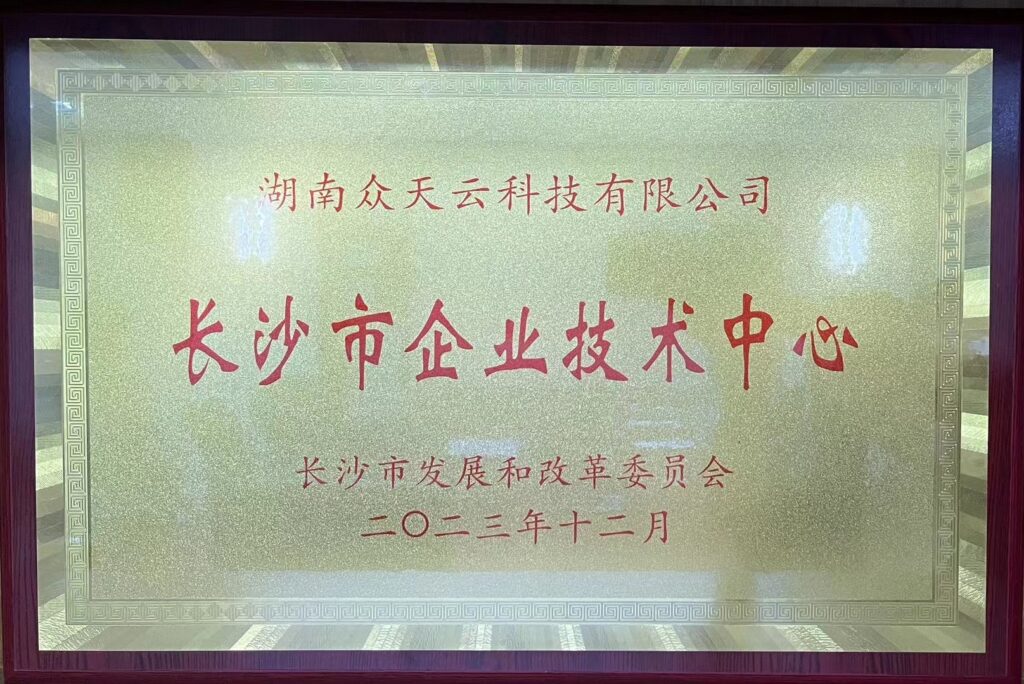 湖南众天云科技有限公司
长沙市企业技术中心
长沙市发展和改革委员会
二〇二三年十二月